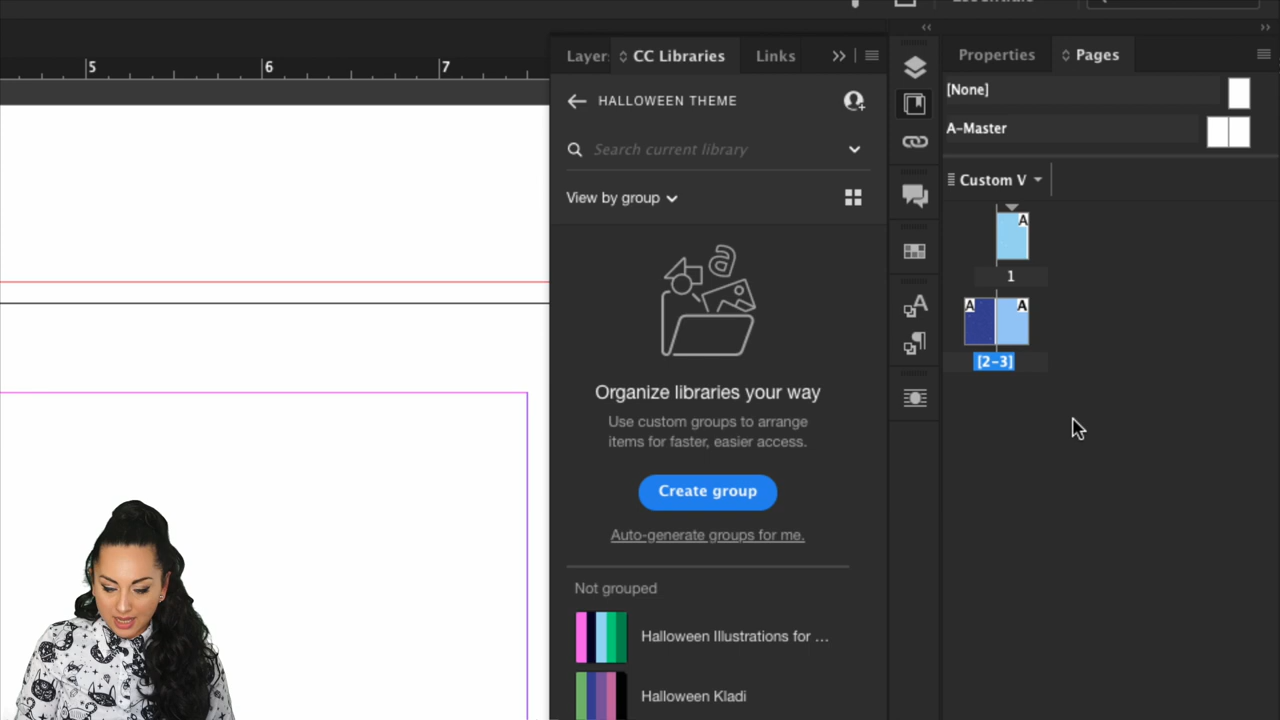 5 6 7
Layer CC Libraries Links
HALLOWEEN THEME
Search current library
View by group
Organize libraries your way
Use custom groups to arrange
items for faster, easier access.
Create group
Auto-generate groups for me.
Not grouped
Halloween Illustrations for ...
Halloween Kladi
Properties Pages
[None]
A-Master
Custom V
A
1
A A
[2-3]